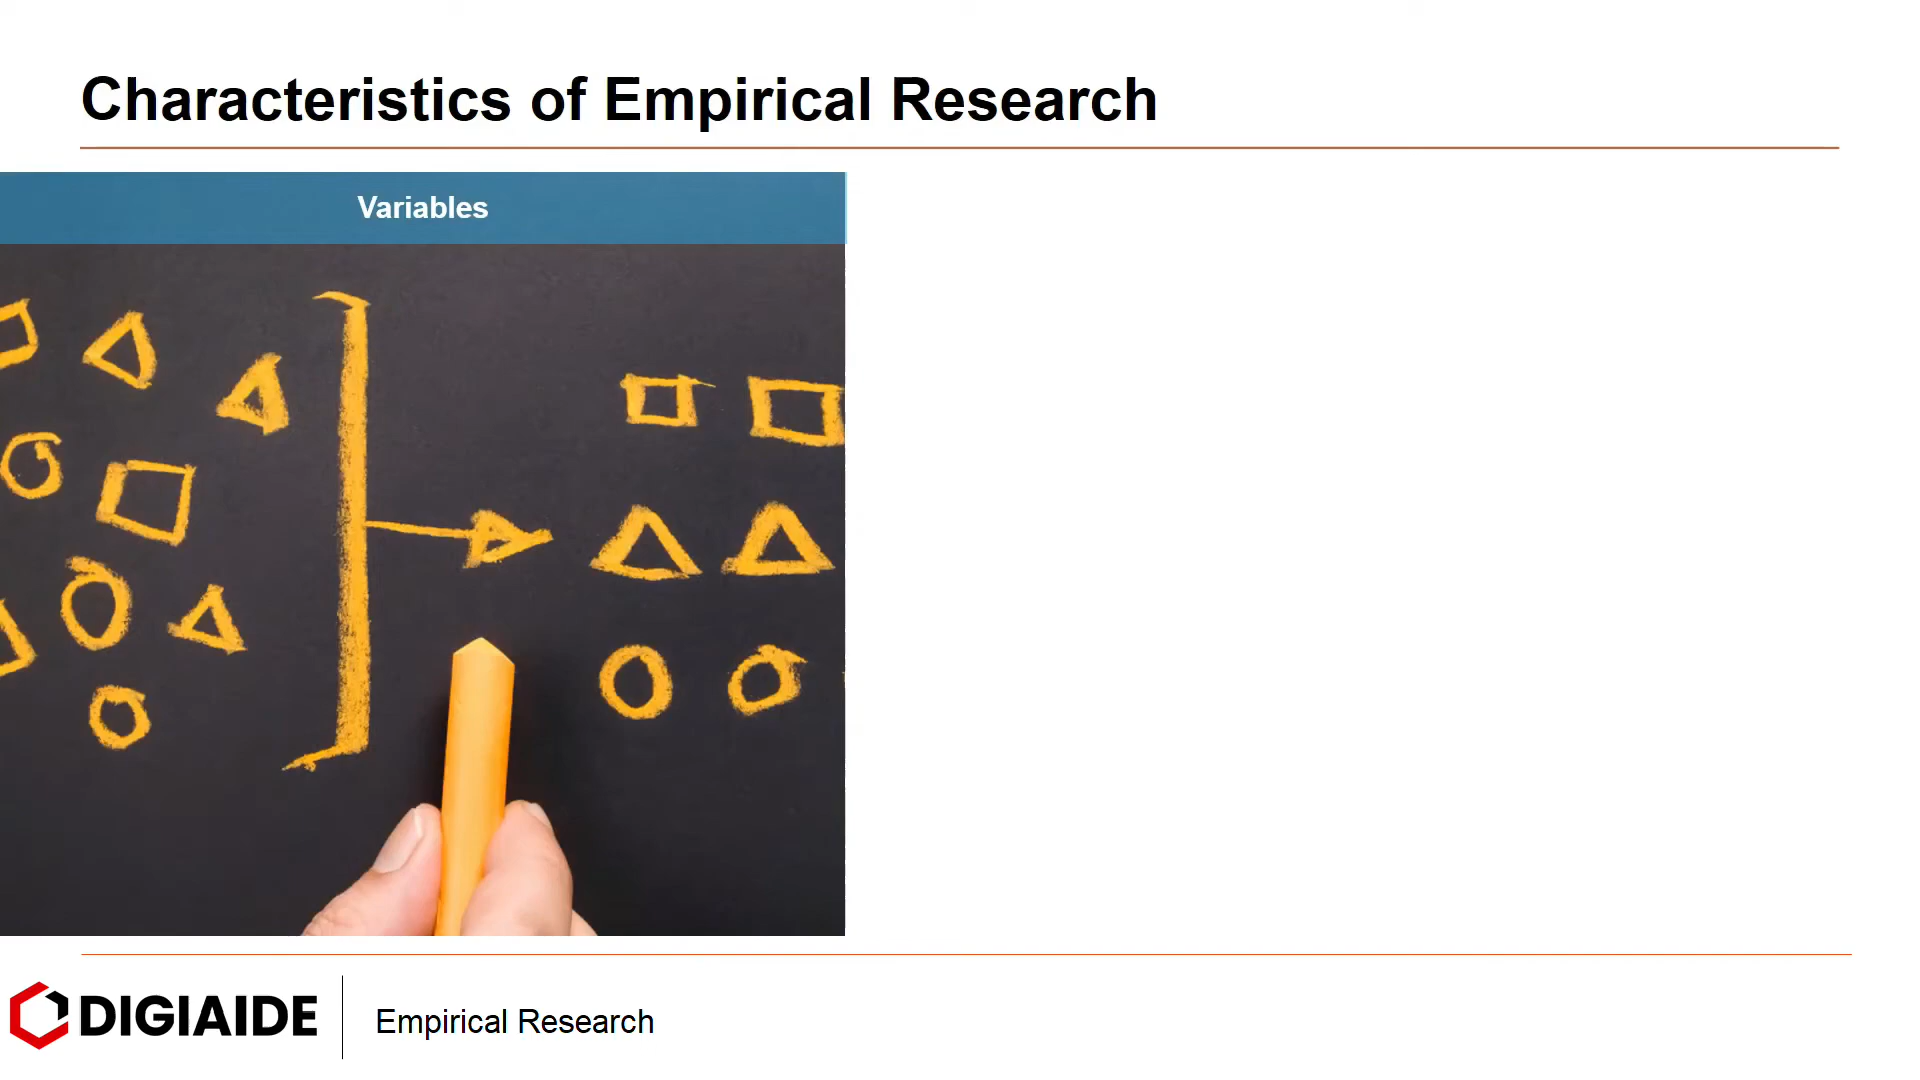 Characteristics of Empirical Research
Variables
DIGIAIDE
Empirical Research